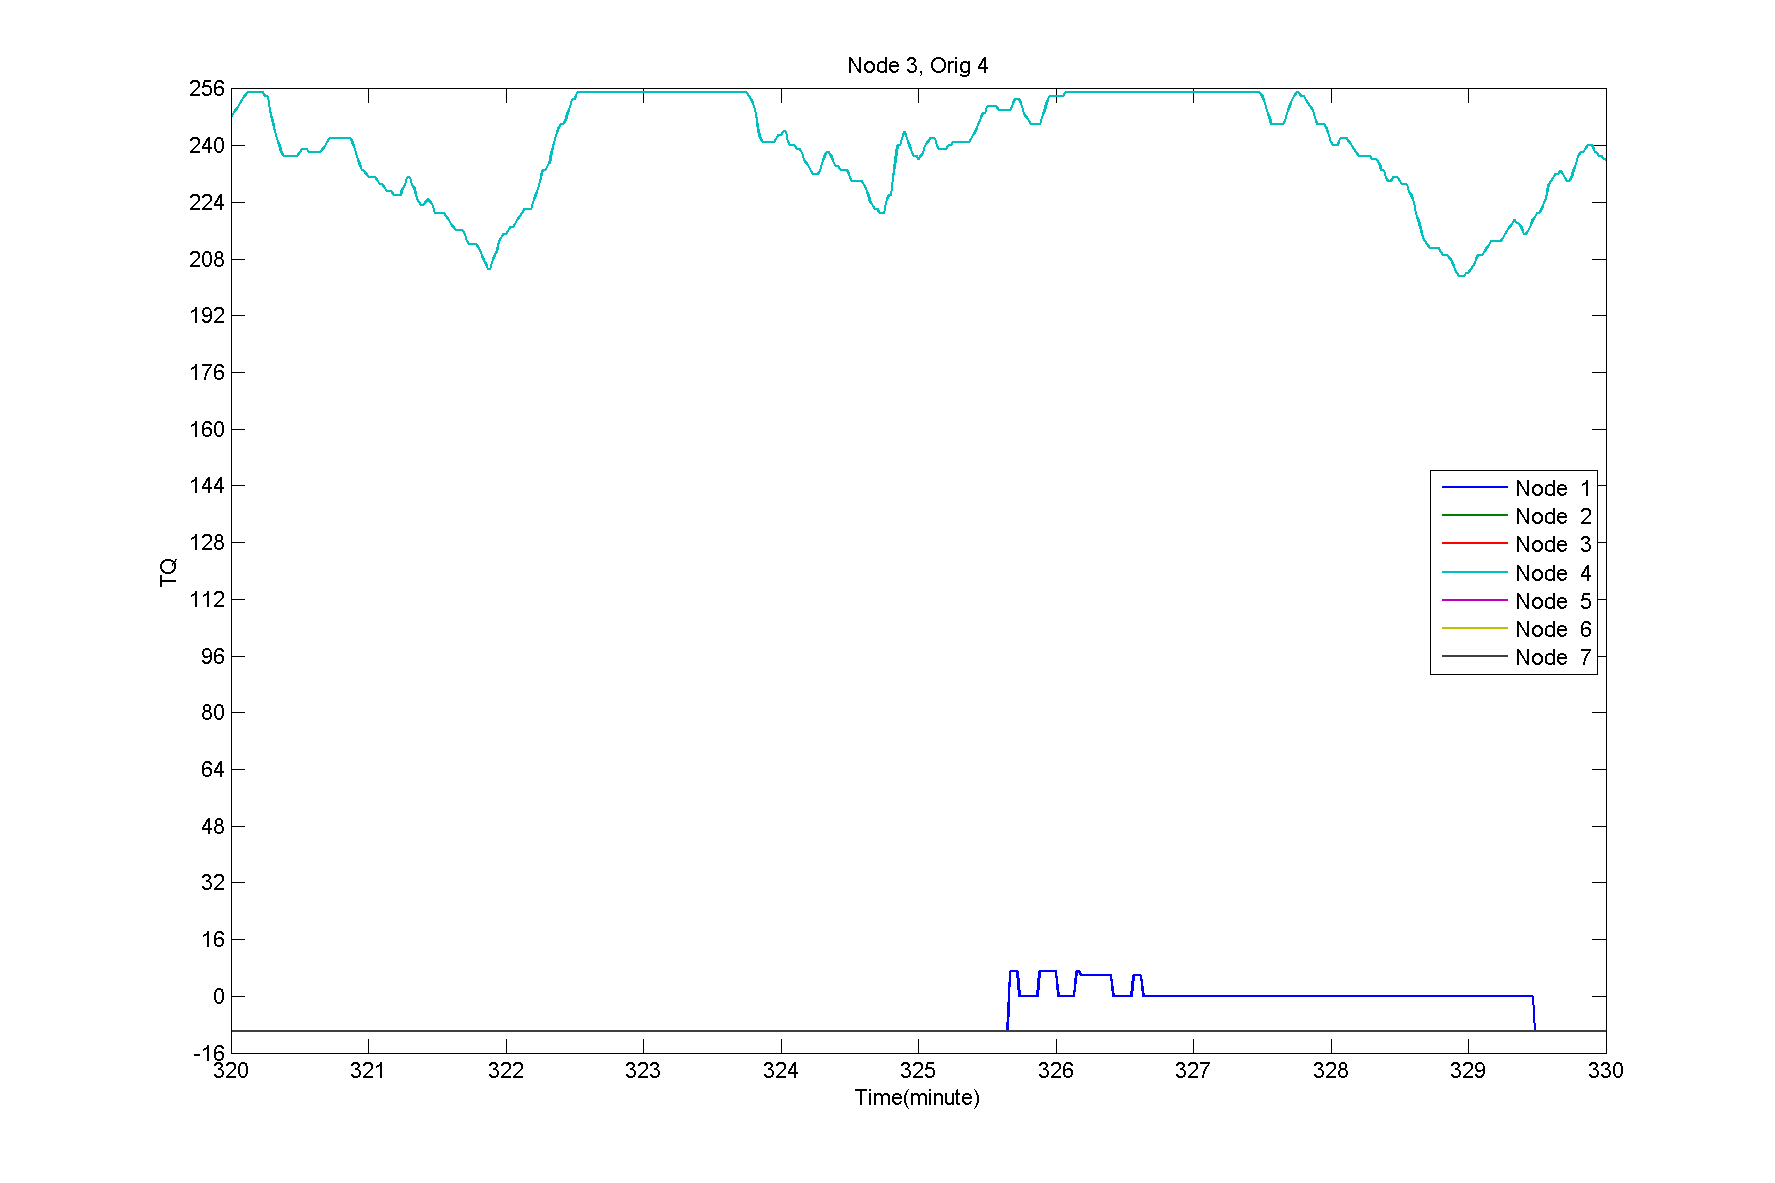 Node 3, Orig 4
256
240
224
208
192
176
160
144
128
112
96
80
64
48
32
16
0
-16
TQ
Node 1
Node 2
Node 3
Node 4
Node 5
Node 6
Node 7
320 321 322 323 324 325 326 327 328 329 330
Time(minute)